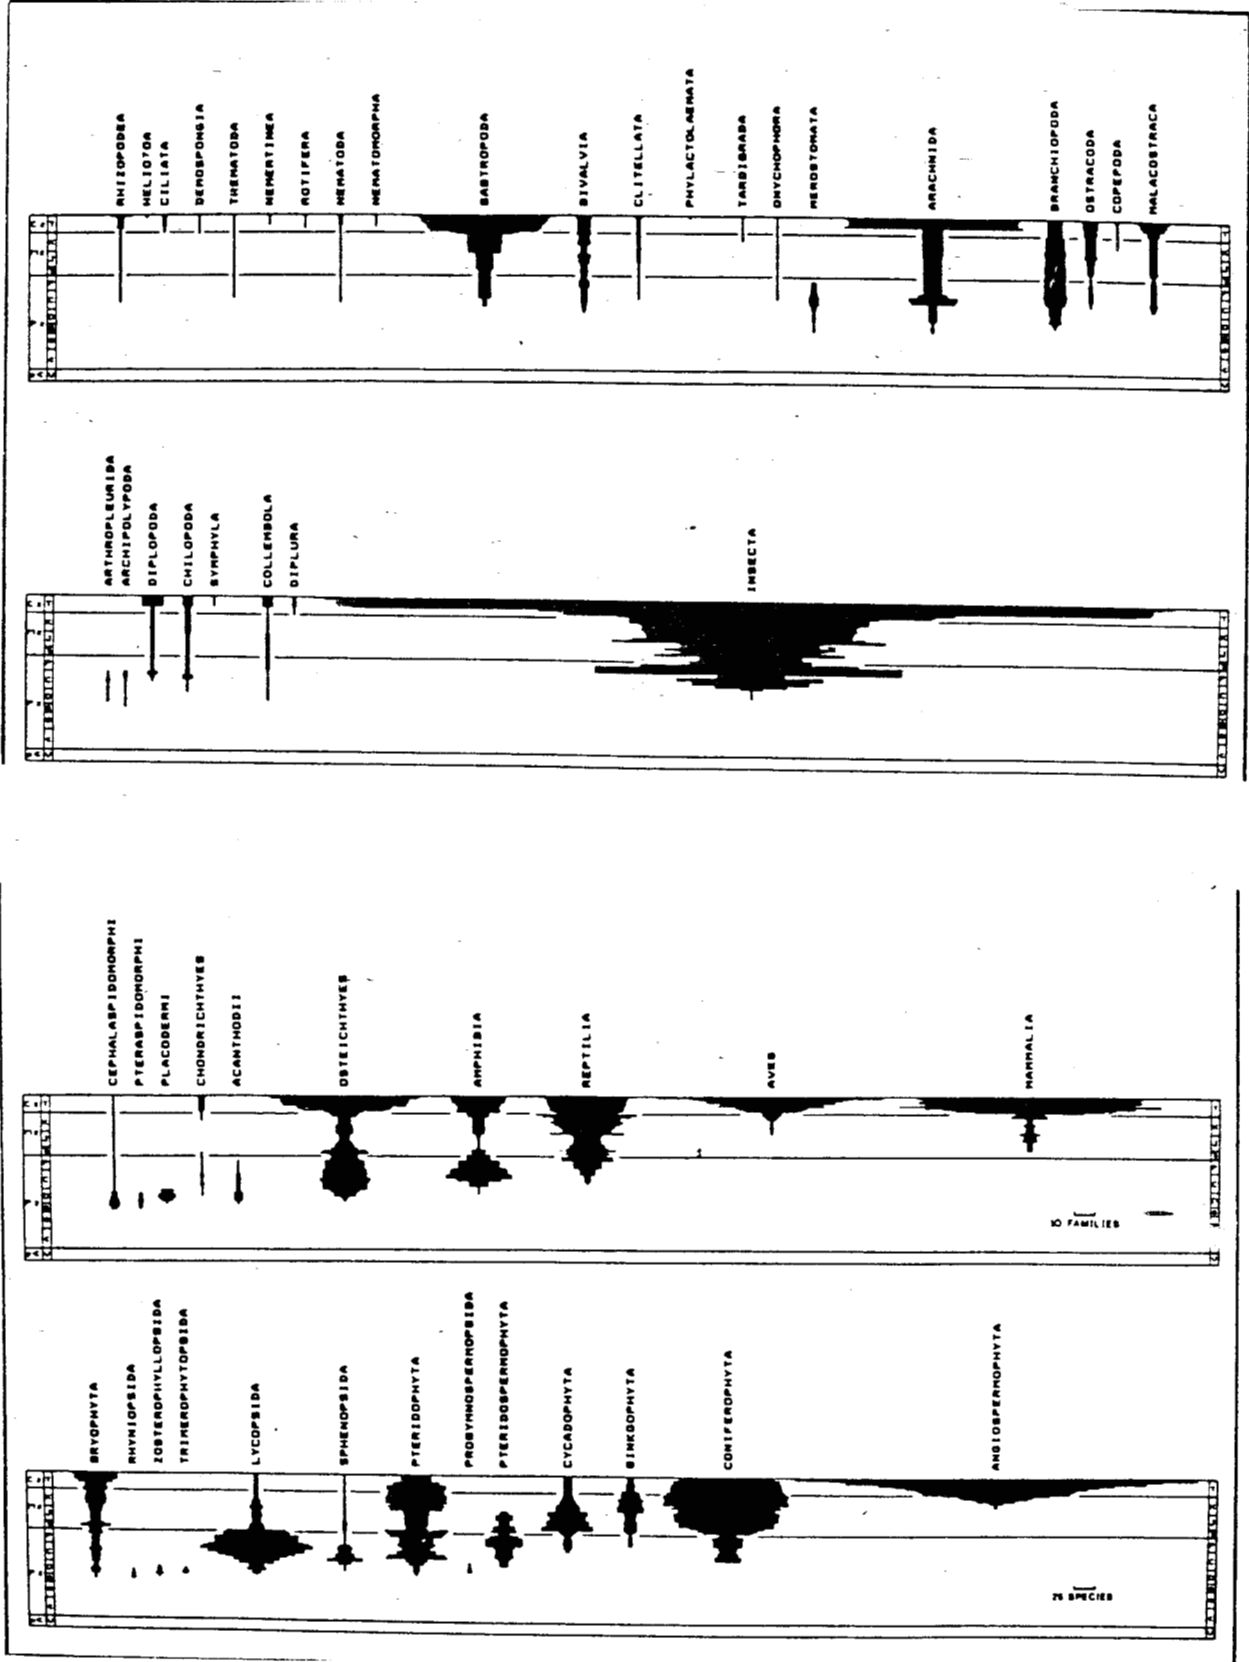 RHIZOPODEA
HELIOZOA
CILIATA
DEMOSPONGIA
TREMATODA
NEMERTINEA
ROTIFERA
NEMATODA
NEMATOMORPHA
GASTROPODA
BIVALVIA
CLITELLATA
PHYLACTOLAEMATA
TARDIGRADA
ONYCHOPHORA
MEROSTOMATA
ARACHNIDA
BRANCHIOPODA
OSTRACODA
COPEPODA
MALACOSTRACA
ARTHROPLEURIDA
ARCHIPOLYPODA
DIPLOPODA
CHILOPODA
SYMPHYLA
COLLEMBOLA
DIPLURA
INSECTA
CEPHALASPIDOMORPHI
PTERASPIDOMORPHI
PLACODERMI
CHONDRICHTHYES
ACANTHODII
OSTEICHTHYES
AMPHIBIA
REPTILIA
AVES
MAMMALIA
10 FAMILIES
BRYOPHYTA
RHYNIOPSIDA
ZOSTEROPHYLLOPSIDA
TRIMEROPHYTOPSIDA
LYCOPSIDA
SPHENOPSIDA
PTERIDOPHYTA
PROGYMNOSPERMOPSIDA
PTERIDOSPERMOPHYTA
CYCADOPHYTA
GINKGOPHYTA
CONIFEROPHYTA
ANGIOSPERMOPHYTA
25 SPECIES